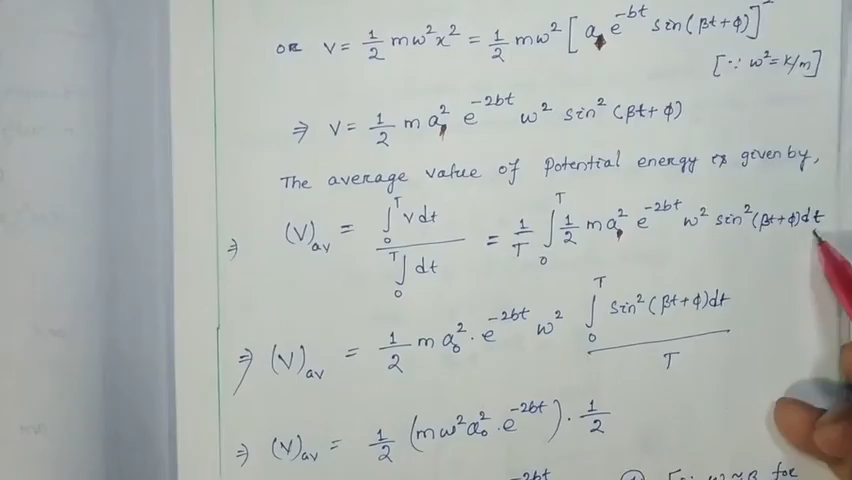 OR V = 1/2 mω²x² = 1/2 mω² [a₀ e^-bt sin(βt+ϕ)]²
[∵ ω² = K/m]
⇒ V = 1/2 m a₀² e^-2bt ω² sin² (βt+ϕ)
The average value of Potential energy is given by,
⇒ (V)av = ∫₀ᵀ V dt / ∫₀ᵀ dt = 1/T ∫₀ᵀ 1/2 m a₀² e^-2bt ω² sin² (βt+ϕ)dt
⇒ (V)av = 1/2 m a₀² · e^-2bt ω² ∫₀ᵀ sin² (βt+ϕ)dt / T
⇒ (V)av = 1/2 (mω²a₀² · e^-2bt) · 1/2